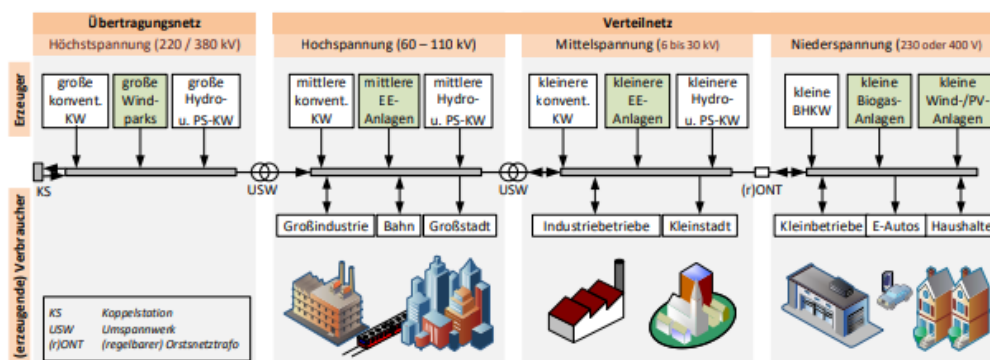 Übertragungsnetz
Verteilnetz
Höchstspannung (220 / 380 kV)
Hochspannung (60 – 110 kV)
Mittelspannung (6 bis 30 kV)
Niederspannung (230 oder 400 V)
Erzeuger
große
konvent.
KW
große
Wind-
parks
große
Hydro-
u. PS-KW
mittlere
konvent.
KW
mittlere
EE-
Anlagen
mittlere
Hydro-
u. PS-KW
kleinere
konvent.
KW
kleinere
EE-
Anlagen
kleinere
Hydro-
u. PS-KW
kleine
BHKW
kleine
Biogas-
Anlagen
kleine
Wind-/PV-
Anlagen
KS
USW
USW
(r)ONT
(erzeugende) Verbraucher
Großindustrie
Bahn
Großstadt
Industriebetriebe
Kleinstadt
Kleinbetriebe
E-Autos
Haushalte
KS Koppelstation
USW Umspannwerk
(r)ONT (regelbarer) Orstsnetztrafo